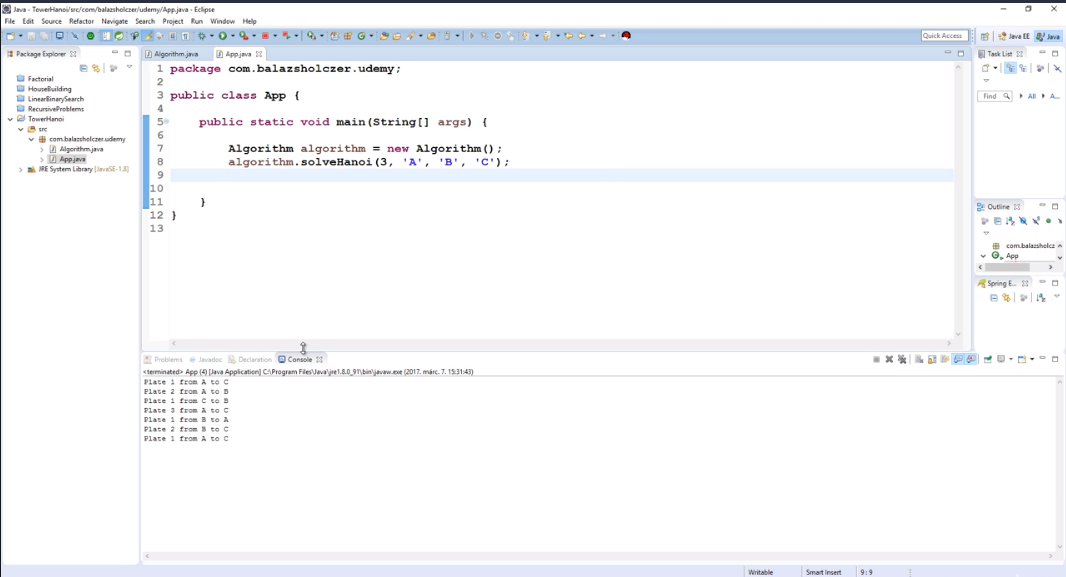 Java - TowerHanoi/src/com/balazsholczer/udemy/App.java - Eclipse
File Edit Source Refactor Navigate Search Project Run Window Help
Quick Access Java EE Java
Package Explorer
Factorial
HouseBuilding
LinearBinarySearch
RecursiveProblems
TowerHanoi
src
com.balazsholczer.udemy
Algorithm.java
App.java
JRE System Library [JavaSE-1.8]
Algorithm.java App.java
1 package com.balazsholczer.udemy;
2
3 public class App {
4
5 public static void main(String[] args) {
6
7 Algorithm algorithm = new Algorithm();
8 algorithm.solveHanoi(3, 'A', 'B', 'C');
9
10
11 }
12 }
13
Task List
Find All A...
Outline
com.balazsholcz
App
Spring E...
Problems Javadoc Declaration Console
<terminated> App (4) [Java Application] C:\Program Files\Java\jre1.8.0_91\bin\javaw.exe (2017. márc. 7. 15:31:43)
Plate 1 from A to C
Plate 2 from A to B
Plate 1 from C to B
Plate 3 from A to C
Plate 1 from B to A
Plate 2 from B to C
Plate 1 from A to C
Writable Smart Insert 9 : 9